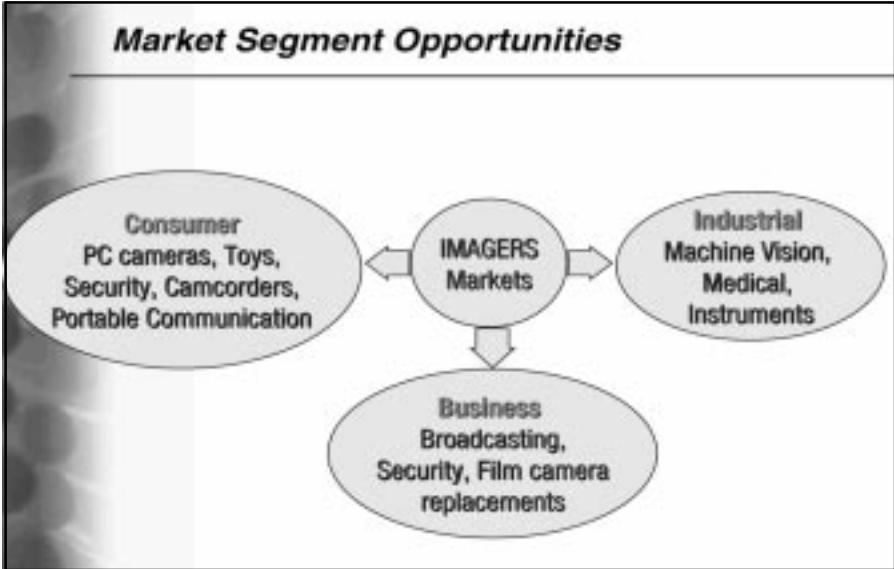 Market Segment Opportunities
Consumer
PC cameras, Toys,
Security, Camcorders,
Portable Communication
IMAGERS
Markets
Industrial
Machine Vision,
Medical,
Instruments
Business
Broadcasting,
Security, Film camera
replacements